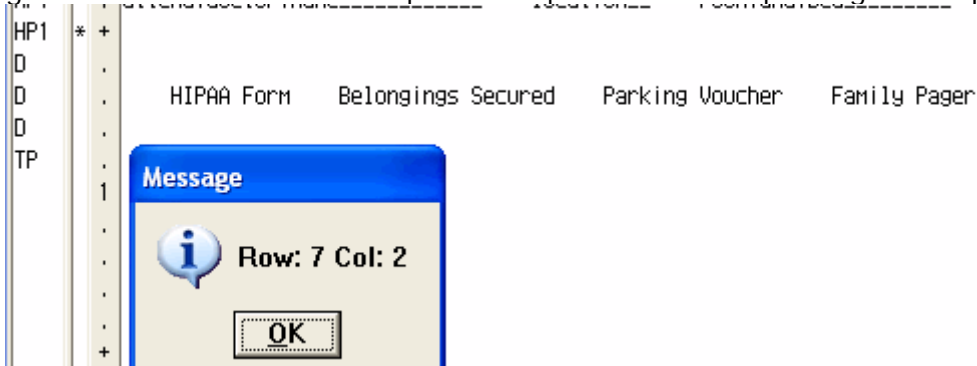 HP1 * +
D .
D . HIPAA Form Belongings Secured Parking Voucher Family Pager
D .
TP .
Message
1
.
. Row: 7 Col: 2
.
. OK
+